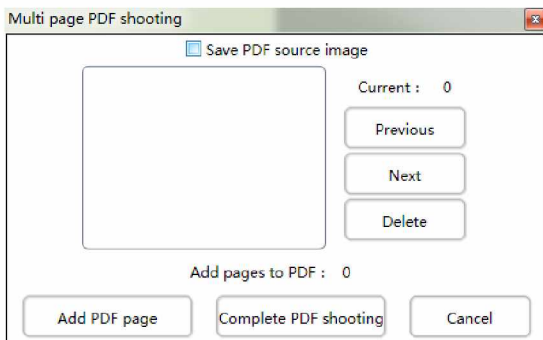 Multi page PDF shooting
Save PDF source image
Current : 0
Previous
Next
Delete
Add pages to PDF : 0
Add PDF page
Complete PDF shooting
Cancel